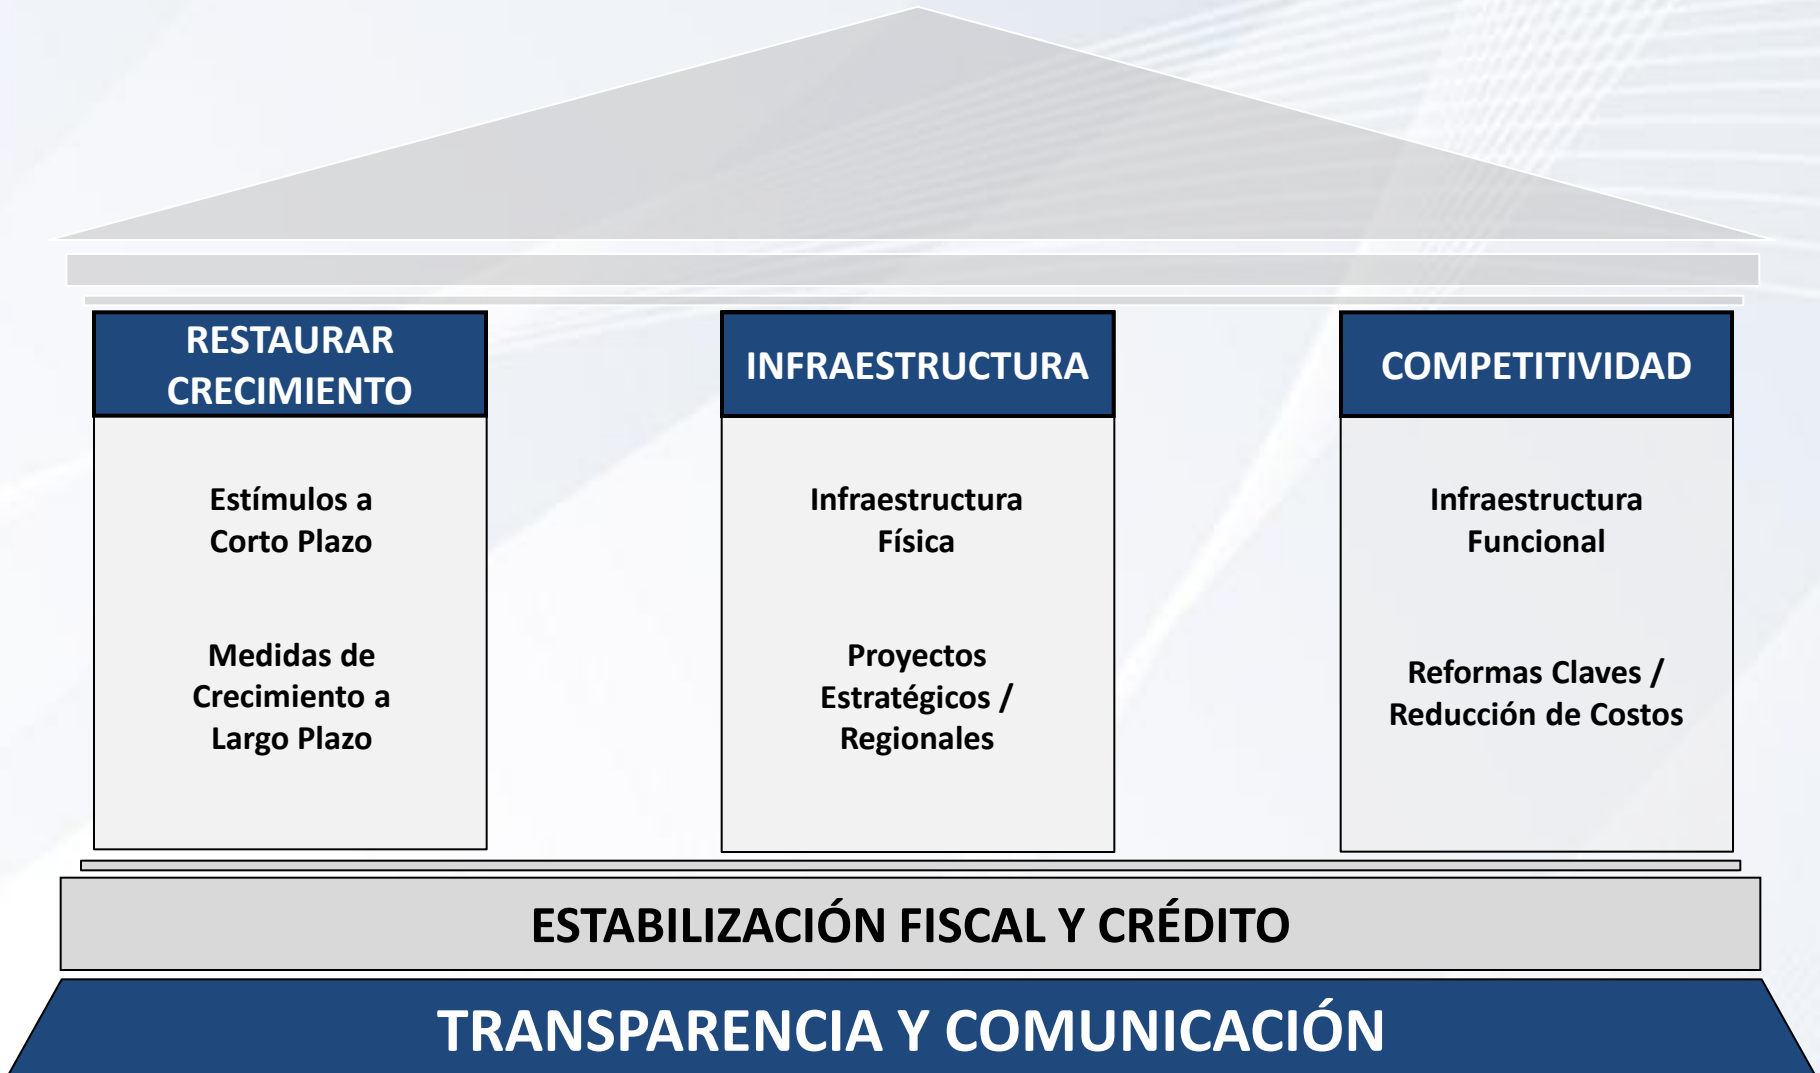 RESTAURAR
CRECIMIENTO
Estímulos a
Corto Plazo
Medidas de
Crecimiento a
Largo Plazo
INFRAESTRUCTURA
Infraestructura
Física
Proyectos
Estratégicos /
Regionales
COMPETITIVIDAD
Infraestructura
Funcional
Reformas Claves /
Reducción de Costos
ESTABILIZACIÓN FISCAL Y CRÉDITO
TRANSPARENCIA Y COMUNICACIÓN